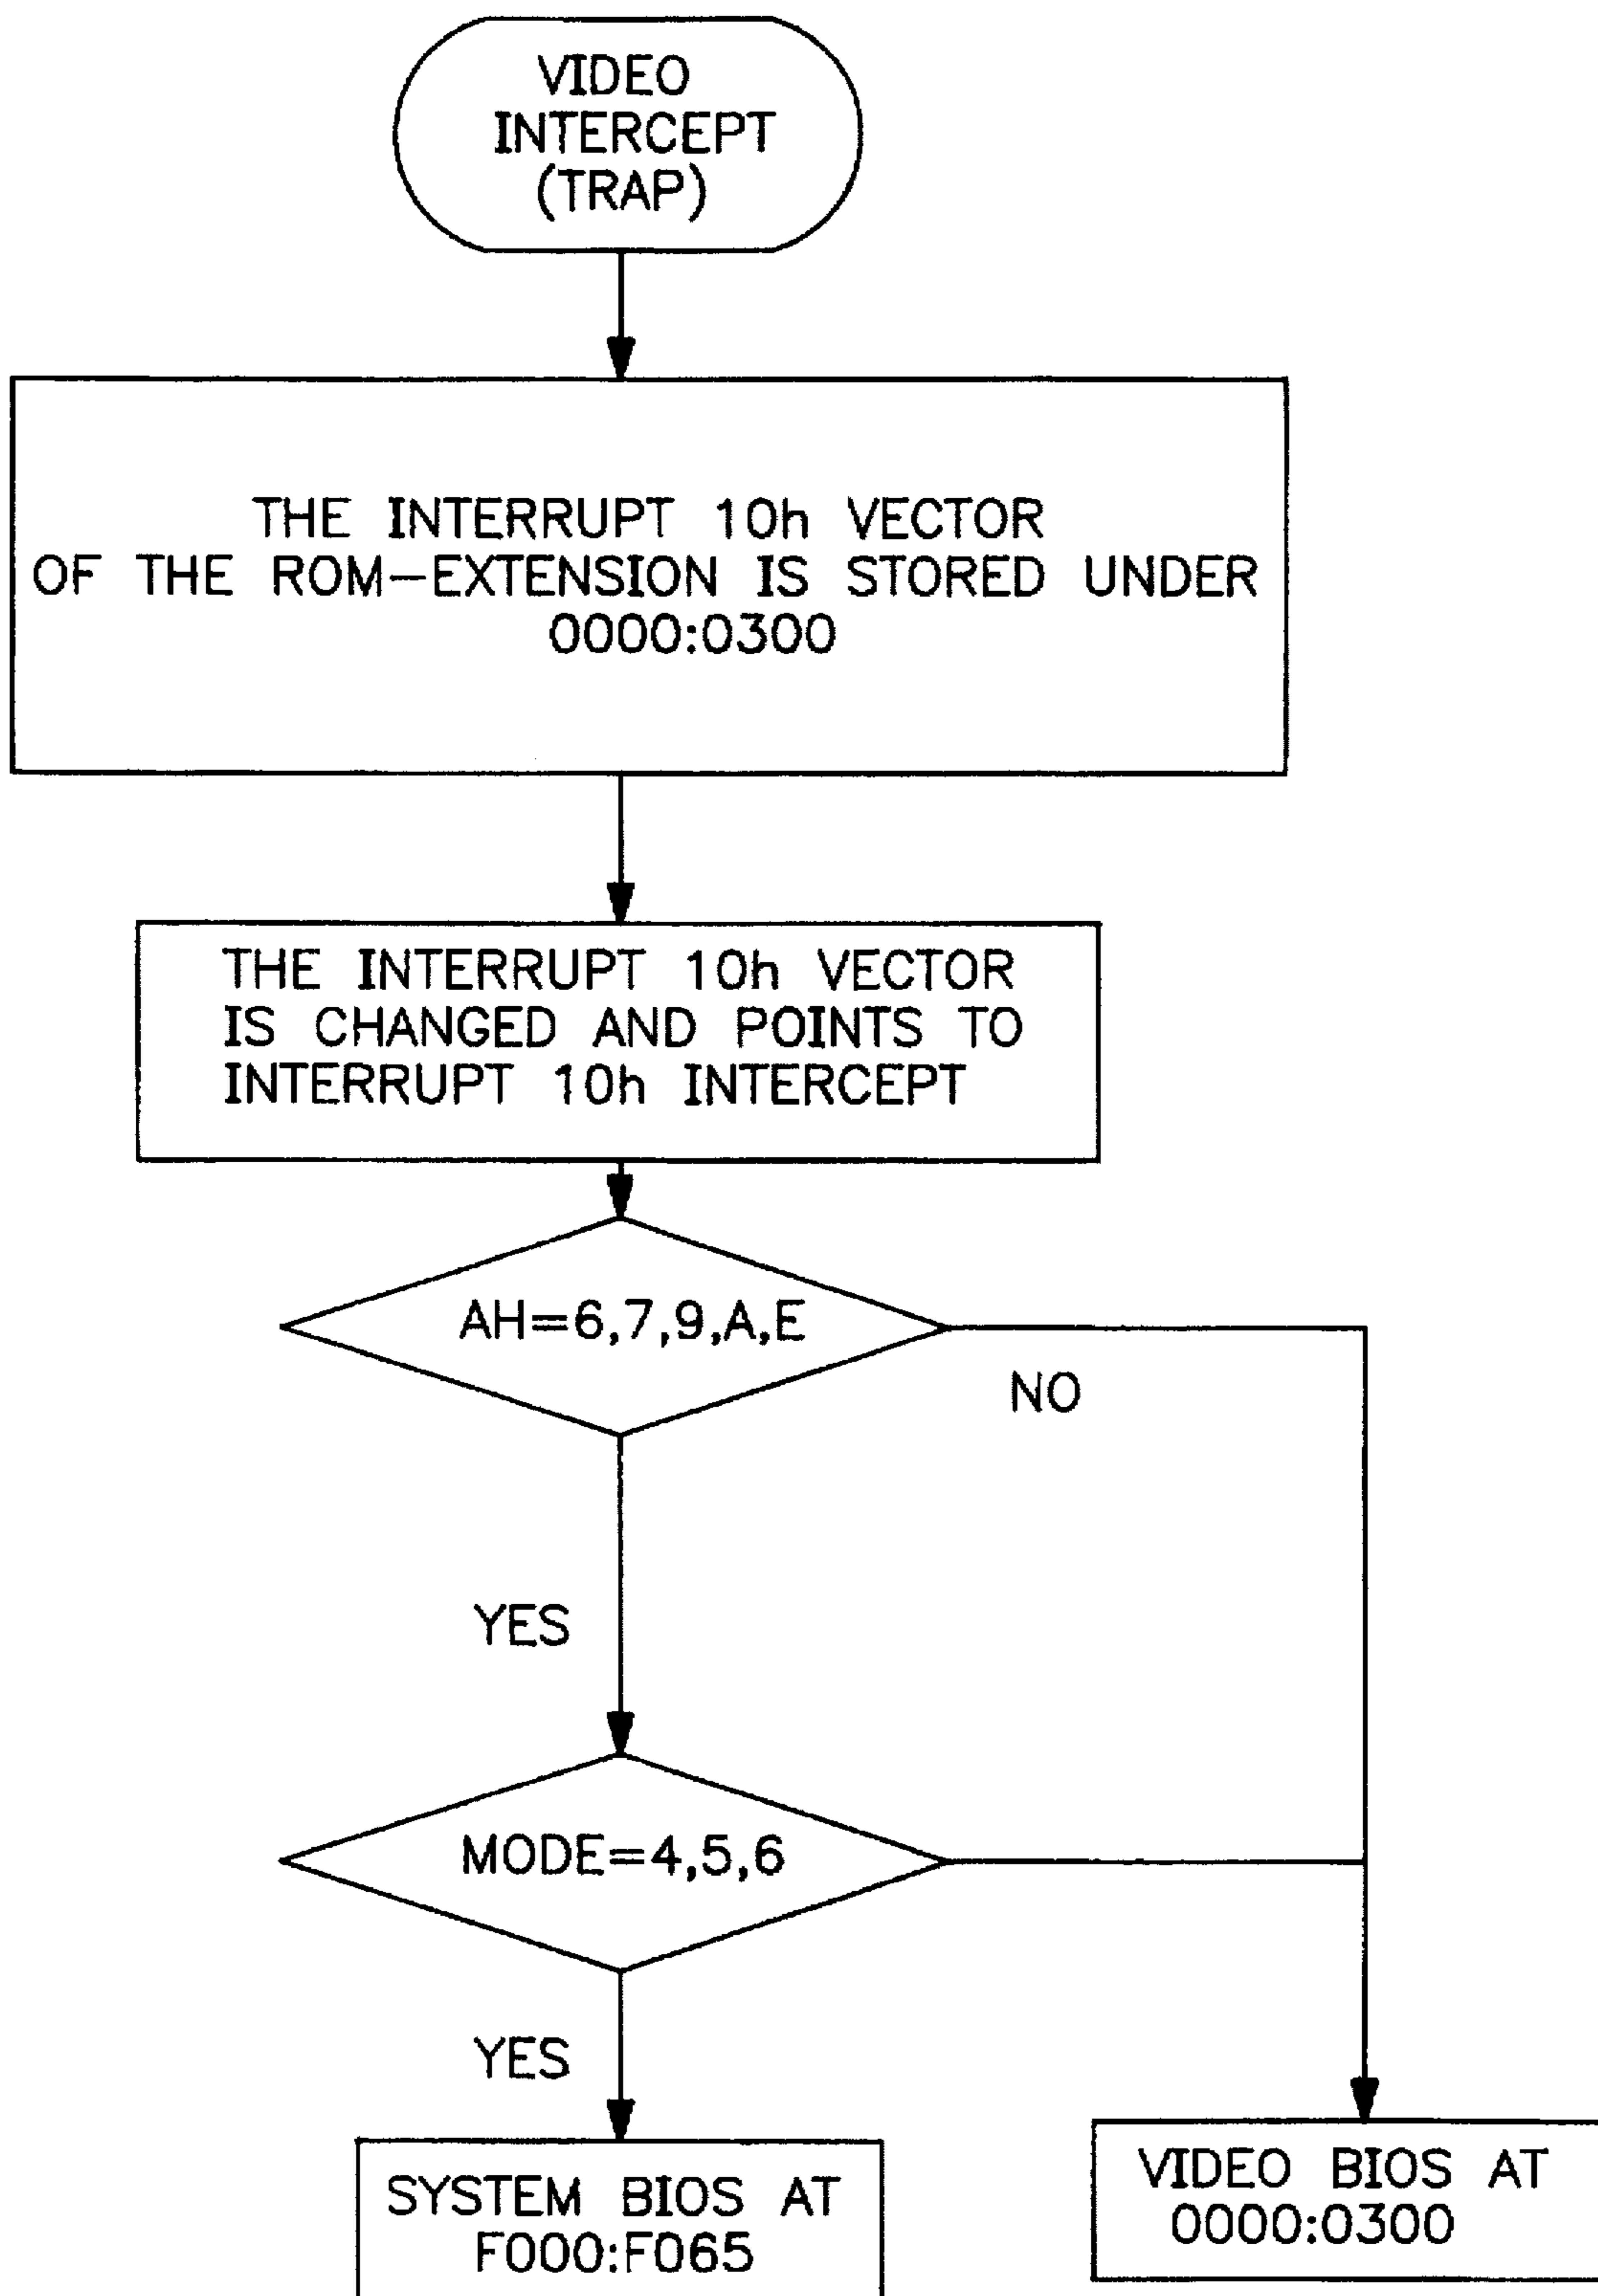 VIDEO
INTERCEPT
(TRAP)
THE INTERRUPT 10h VECTOR
OF THE ROM-EXTENSION IS STORED UNDER
0000:0300
THE INTERRUPT 10h VECTOR
IS CHANGED AND POINTS TO
INTERRUPT 10h INTERCEPT
AH=6,7,9,A,E
NO
YES
MODE=4,5,6
YES
SYSTEM BIOS AT
F000:F065
VIDEO BIOS AT
0000:0300